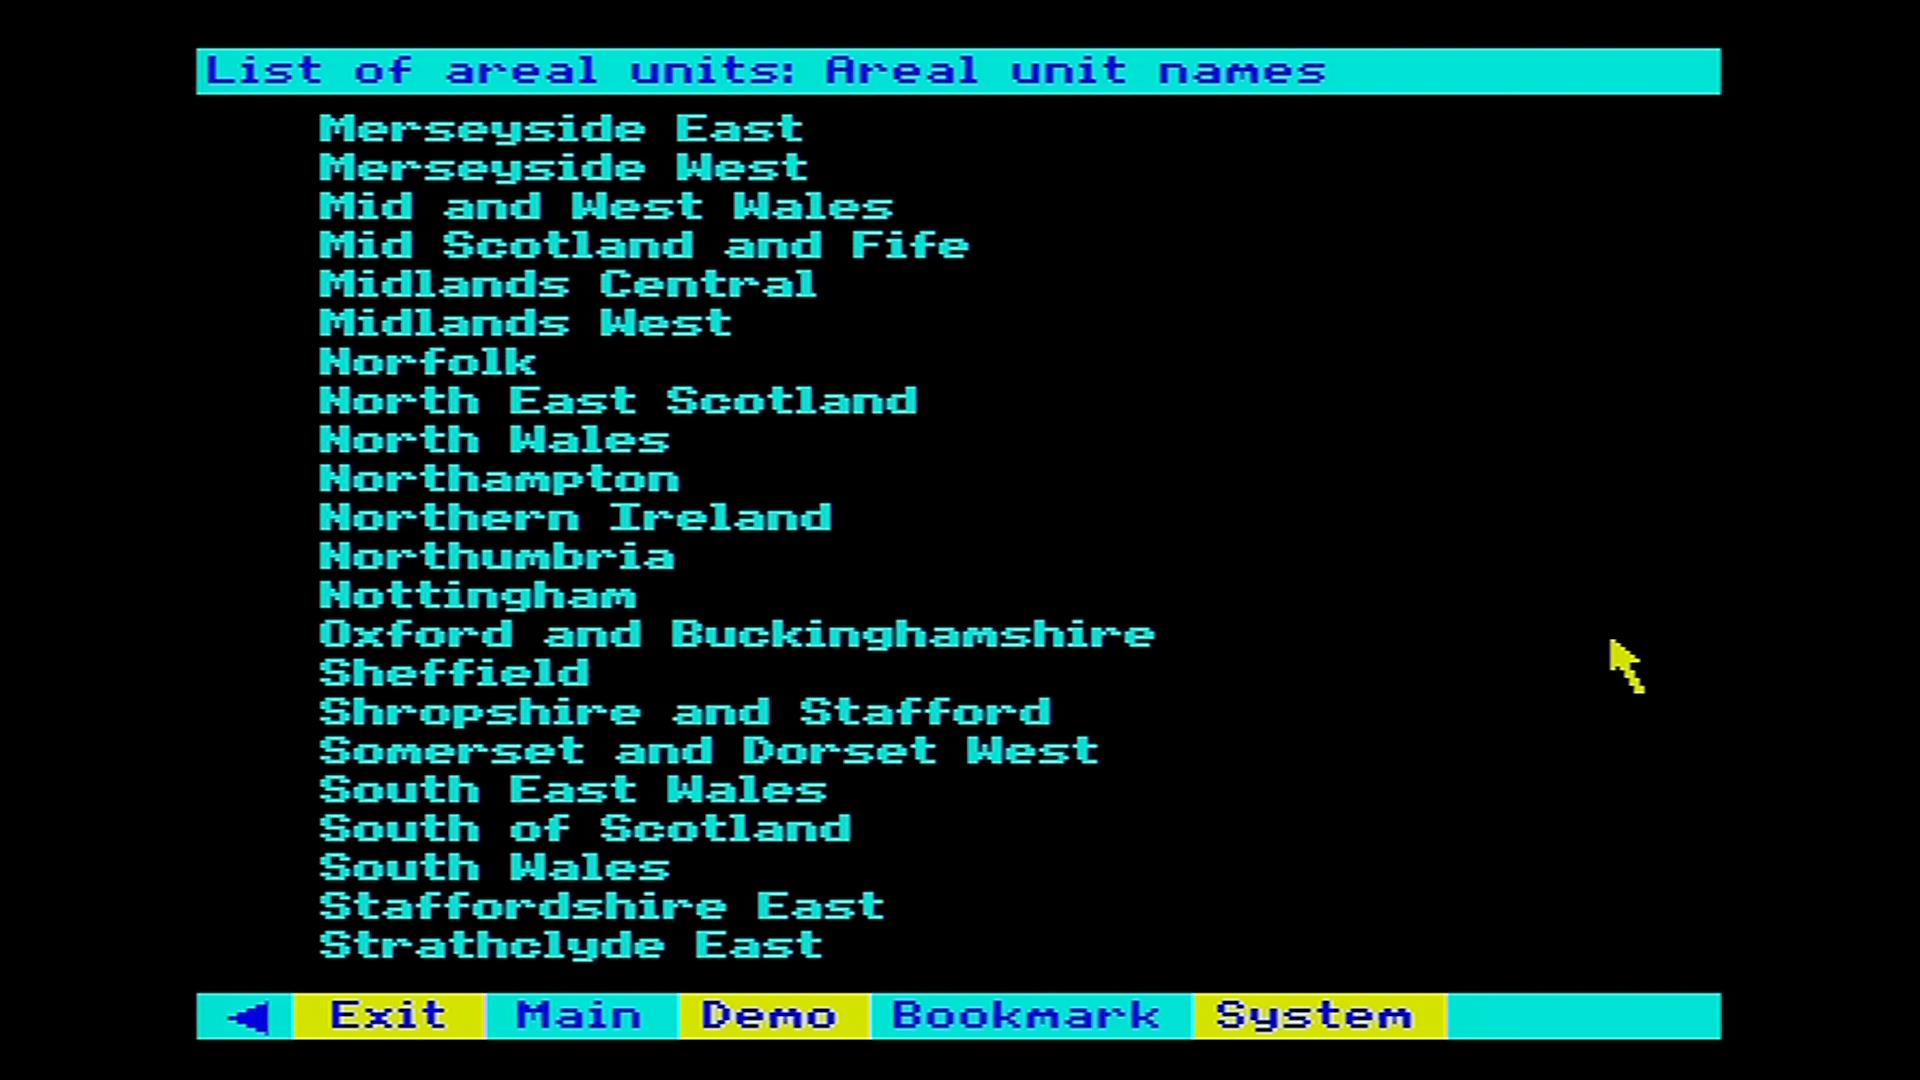 List of areal units: Areal unit names
Merseyside East
Merseyside West
Mid and West Wales
Mid Scotland and Fife
Midlands Central
Midlands West
Norfolk
North East Scotland
North Wales
Northampton
Northern Ireland
Northumbria
Nottingham
Oxford and Buckinghamshire
Sheffield
Shropshire and Stafford
Somerset and Dorset West
South East Wales
South of Scotland
South Wales
Staffordshire East
Strathclyde East
Exit Main Demo Bookmark System